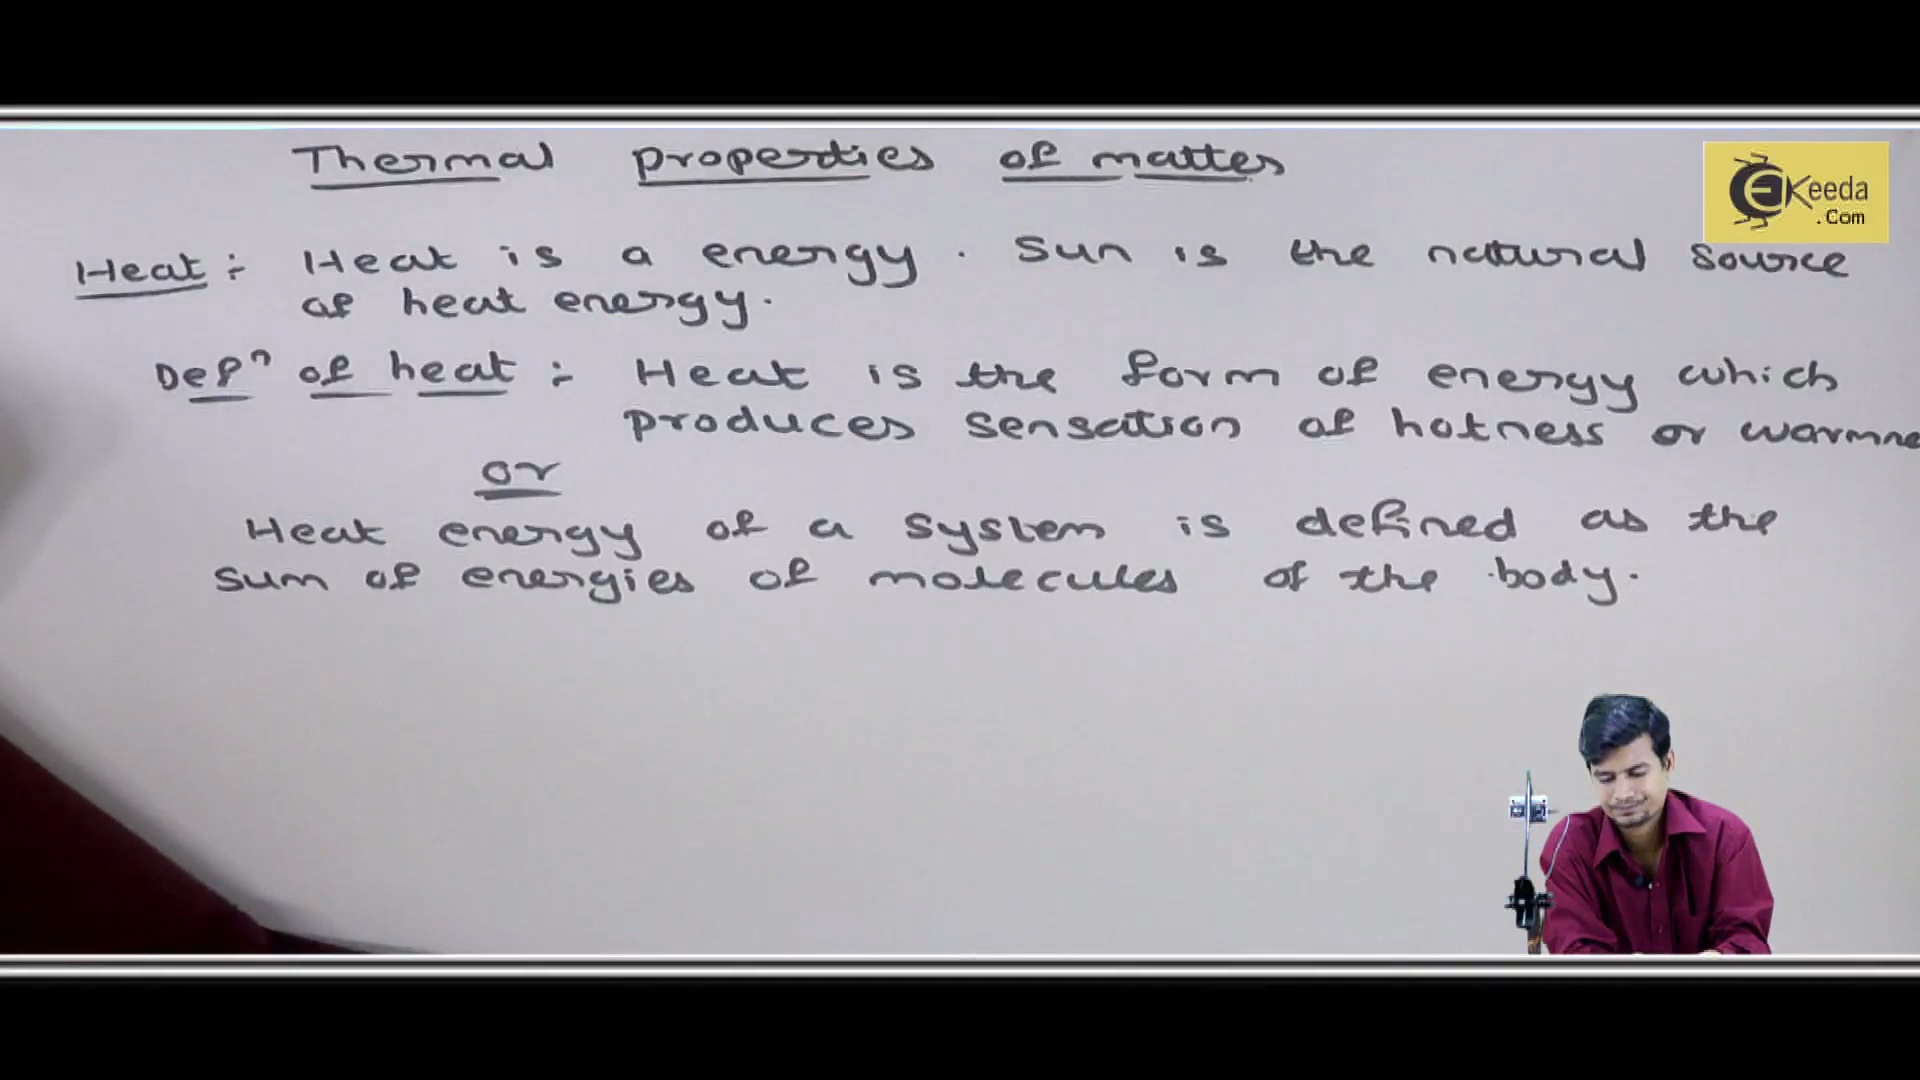 Thermal properties of matter
EKeeda
.Com
Heat :- Heat is a energy. Sun is the natural source
of heat energy.
Defⁿ of heat :- Heat is the form of energy which
produces sensation of hotness or warmne
or
Heat energy of a system is defined as the
sum of energies of molecules of the body.